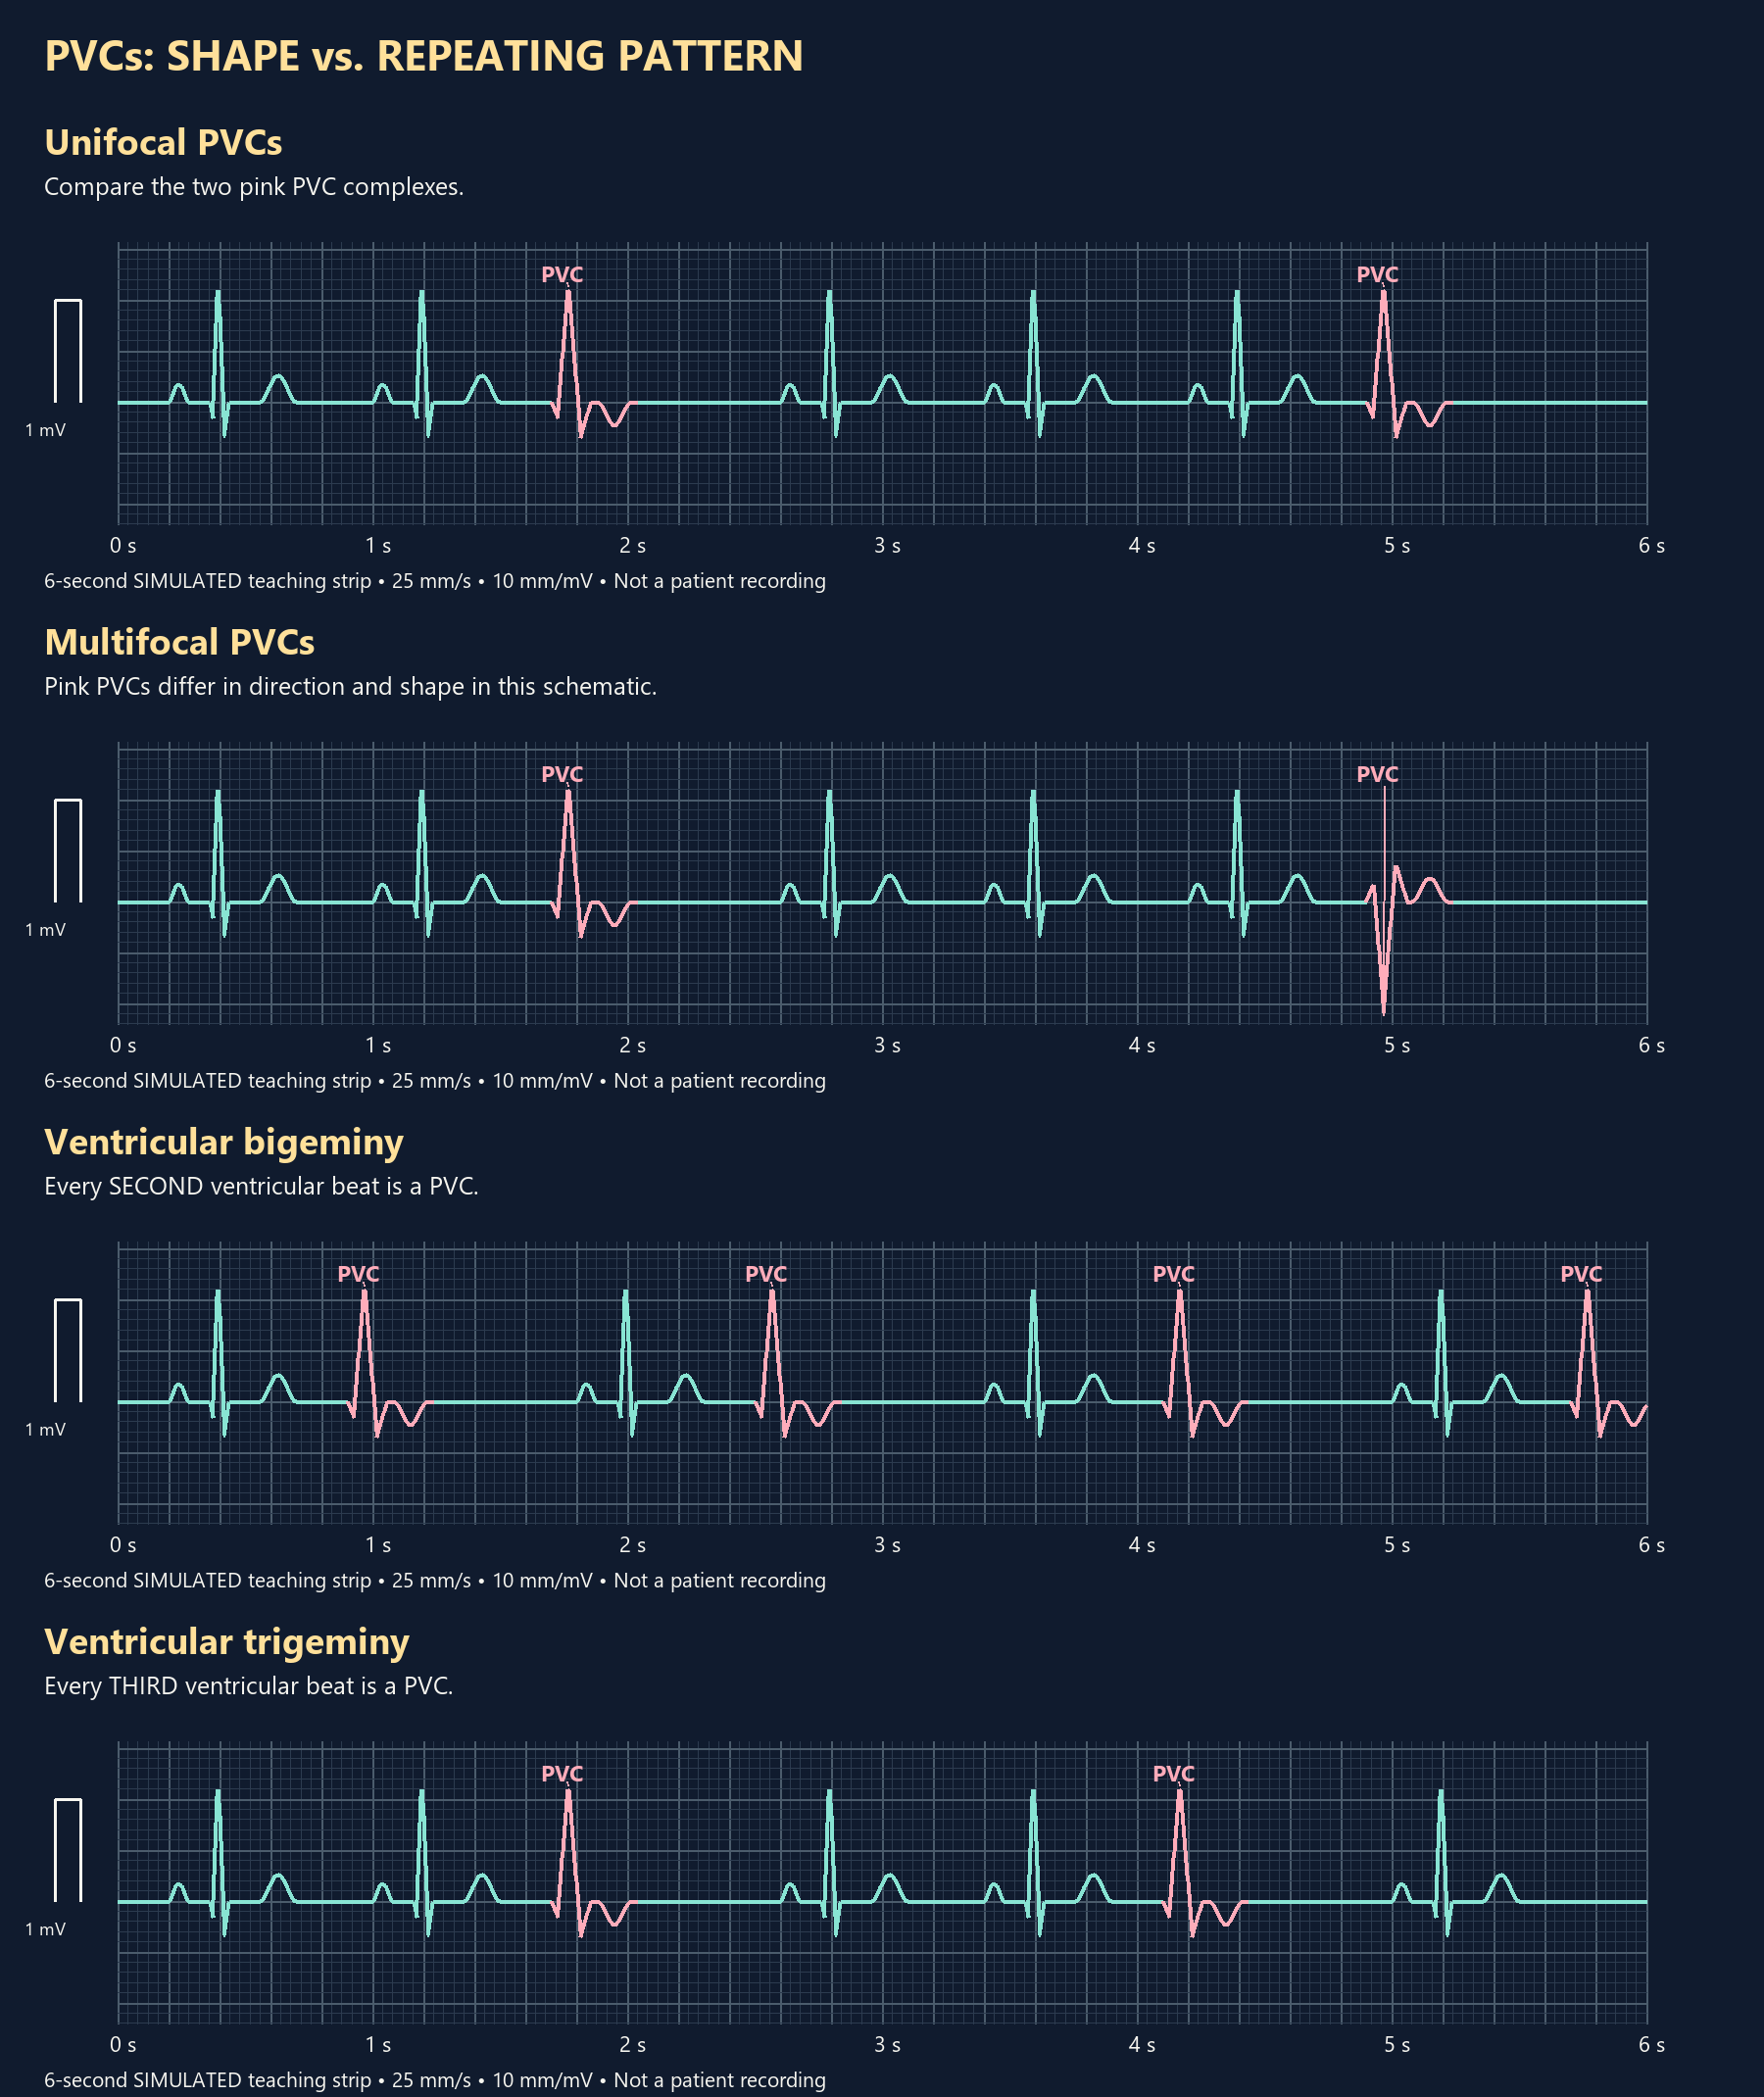 PVCs: SHAPE vs. REPEATING PATTERN
Unifocal PVCs
Compare the two pink PVC complexes.
PVC PVC
1 mV
0 s 1 s 2 s 3 s 4 s 5 s 6 s
6-second SIMULATED teaching strip • 25 mm/s • 10 mm/mV • Not a patient recording
Multifocal PVCs
Pink PVCs differ in direction and shape in this schematic.
PVC PVC
1 mV
0 s 1 s 2 s 3 s 4 s 5 s 6 s
6-second SIMULATED teaching strip • 25 mm/s • 10 mm/mV • Not a patient recording
Ventricular bigeminy
Every SECOND ventricular beat is a PVC.
PVC PVC PVC PVC
1 mV
0 s 1 s 2 s 3 s 4 s 5 s 6 s
6-second SIMULATED teaching strip • 25 mm/s • 10 mm/mV • Not a patient recording
Ventricular trigeminy
Every THIRD ventricular beat is a PVC.
PVC PVC
1 mV
0 s 1 s 2 s 3 s 4 s 5 s 6 s
6-second SIMULATED teaching strip • 25 mm/s • 10 mm/mV • Not a patient recording